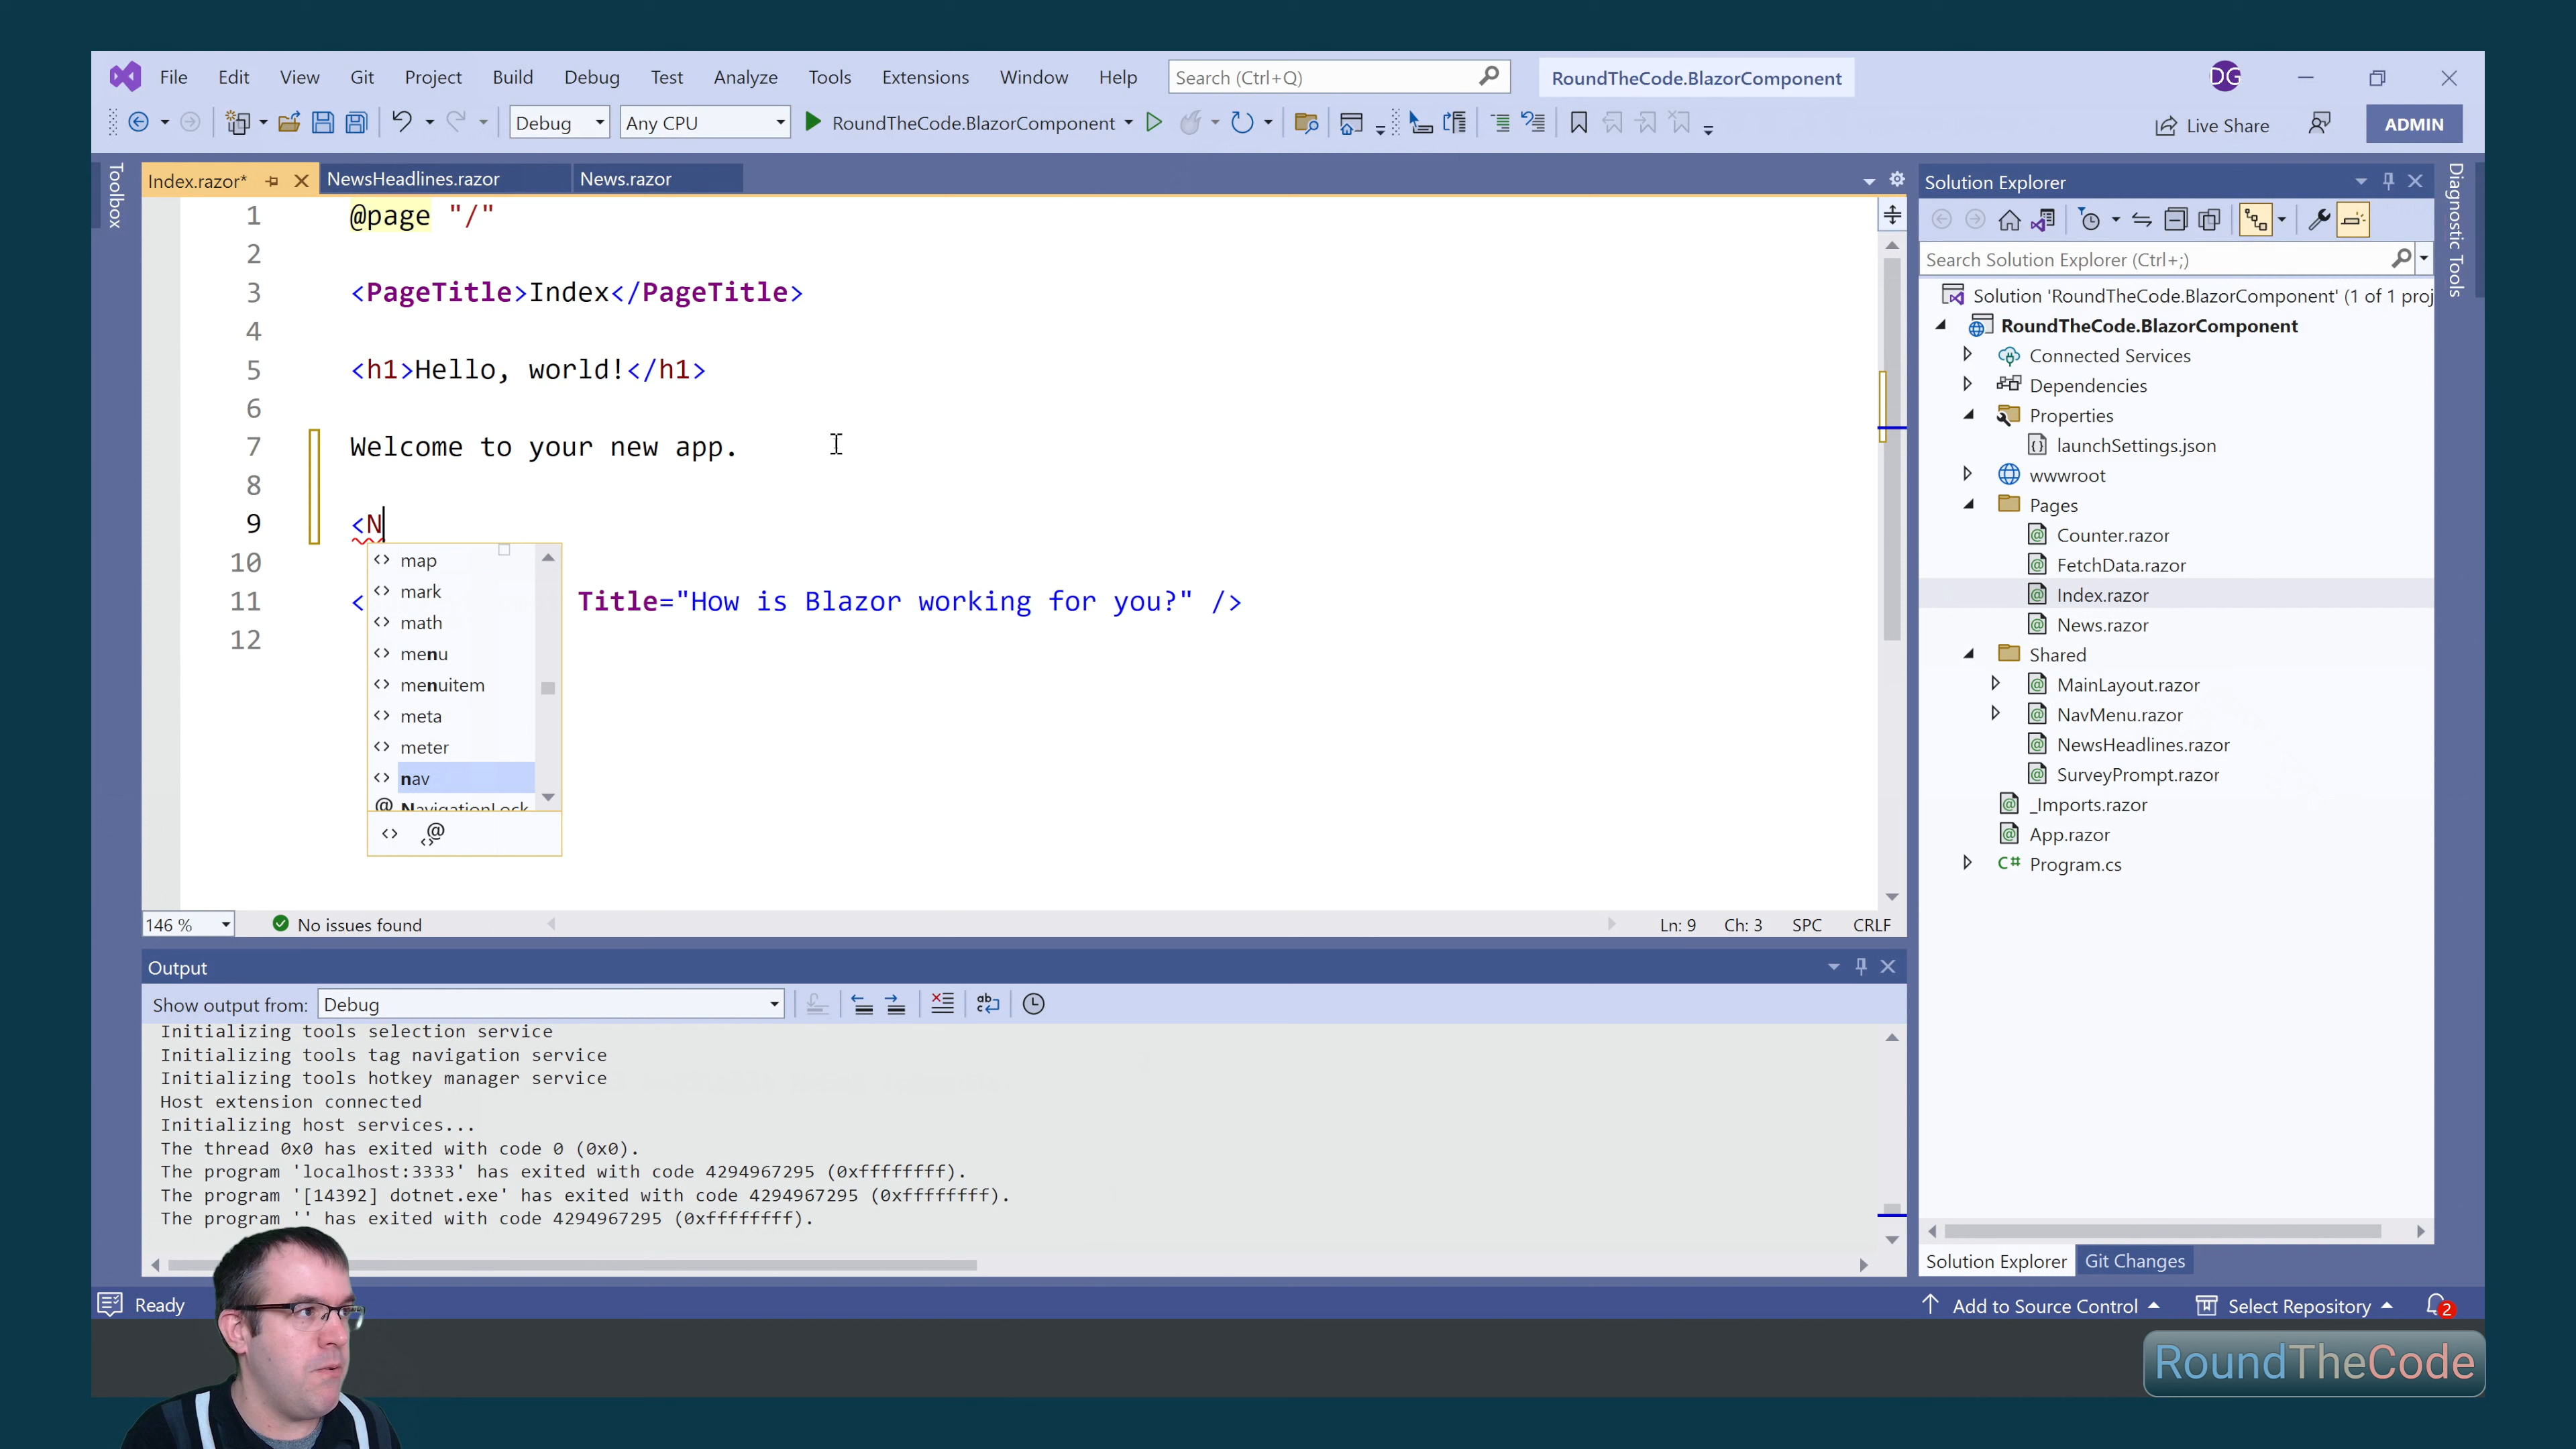 File Edit View Git Project Build Debug Test Analyze Tools Extensions Window Help Search (Ctrl+Q) RoundTheCode.BlazorComponent DG
Debug Any CPU RoundTheCode.BlazorComponent Live Share ADMIN
Toolbox
Index.razor* NewsHeadlines.razor News.razor
1 @page "/"
2
3 <PageTitle>Index</PageTitle>
4
5 <h1>Hello, world!</h1>
6
7 Welcome to your new app.
8
9 <N
10
11 < Title="How is Blazor working for you?" />
12
map
mark
math
menu
menuitem
meta
meter
nav
NavigationLock
146 % No issues found Ln: 9 Ch: 3 SPC CRLF
Output
Show output from: Debug
Initializing tools selection service
Initializing tools tag navigation service
Initializing tools hotkey manager service
Host extension connected
Initializing host services...
The thread 0x0 has exited with code 0 (0x0).
The program 'localhost:3333' has exited with code 4294967295 (0xffffffff).
The program '[14392] dotnet.exe' has exited with code 4294967295 (0xffffffff).
The program '' has exited with code 4294967295 (0xffffffff).
Solution Explorer
Search Solution Explorer (Ctrl+;)
Solution 'RoundTheCode.BlazorComponent' (1 of 1 proj
RoundTheCode.BlazorComponent
Connected Services
Dependencies
Properties
launchSettings.json
wwwroot
Pages
Counter.razor
FetchData.razor
Index.razor
News.razor
Shared
MainLayout.razor
NavMenu.razor
NewsHeadlines.razor
SurveyPrompt.razor
_Imports.razor
App.razor
C# Program.cs
Solution Explorer Git Changes
Diagnostic Tools
Ready Add to Source Control Select Repository 2
RoundTheCode